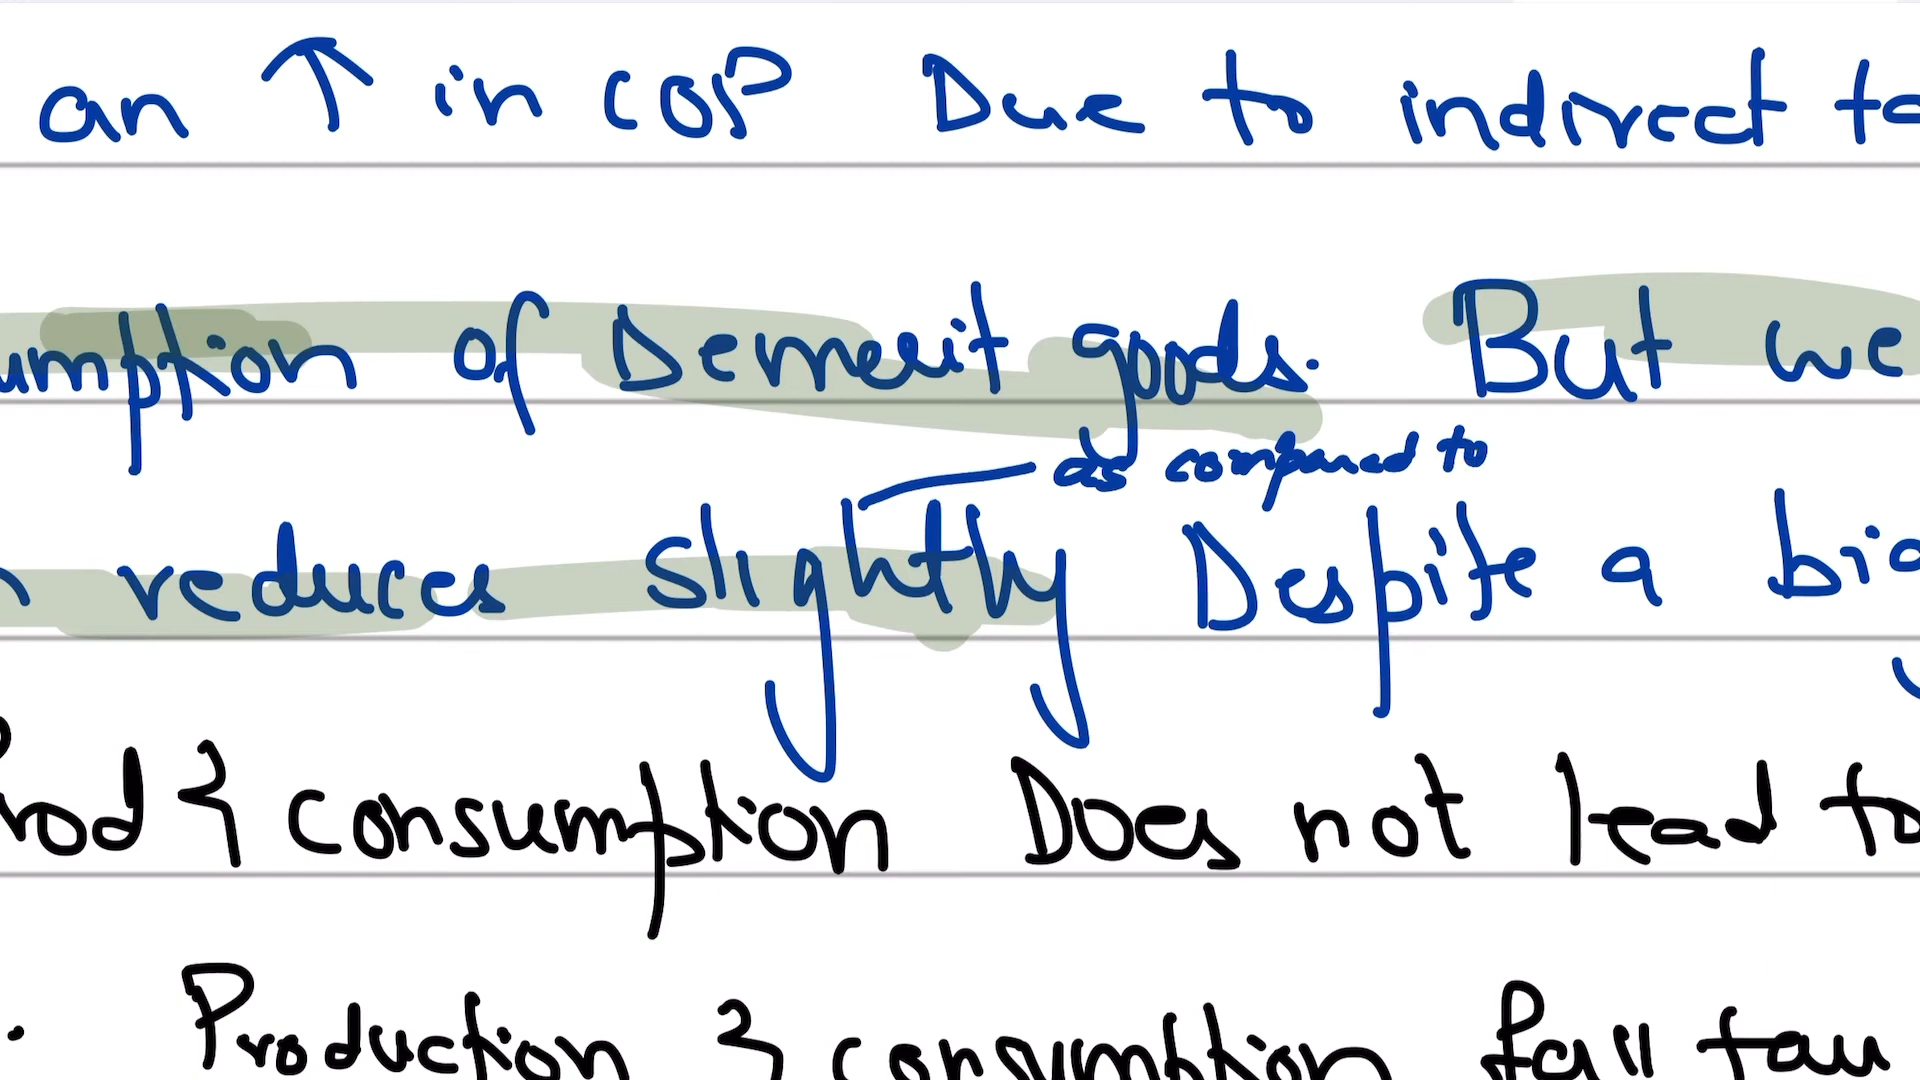 an ↑ in COP Due to indirect ta
umption of Demerit goods. But we
as compared to
reduces slightly Despite a big
rod & consumption Does not lead to
. Production & consumption fall